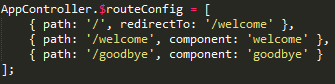 AppController.$routeConfig = [
    { path: '/', redirectTo: '/welcome' },
    { path: '/welcome', component: 'welcome' },
    { path: '/goodbye', component: 'goodbye' }
];